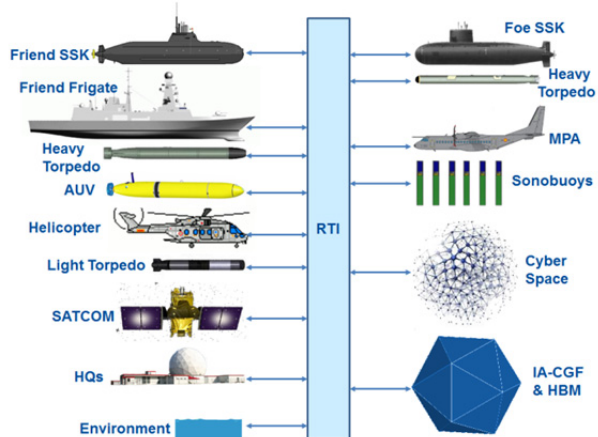 Friend SSK
Friend Frigate
Heavy
Torpedo
AUV
Helicopter
Light Torpedo
SATCOM
HQs
Environment
RTI
Foe SSK
Heavy
Torpedo
MPA
Sonobuoys
Cyber
Space
IA-CGF
& HBM